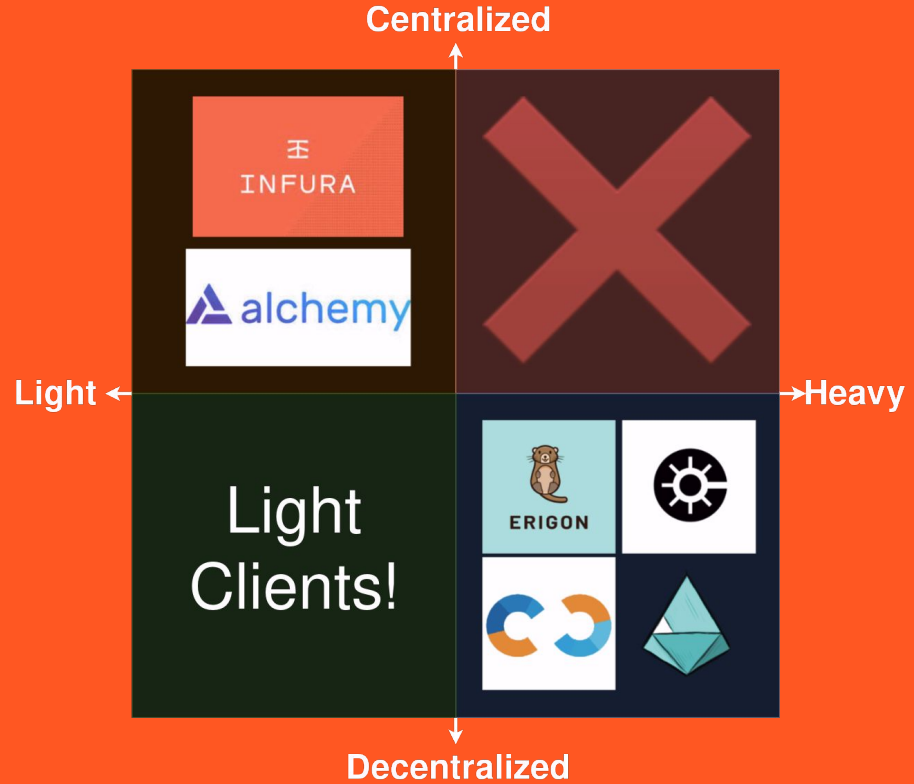 Centralized
INFURA
alchemy
Light
Heavy
Light
Clients!
ERIGON
Decentralized